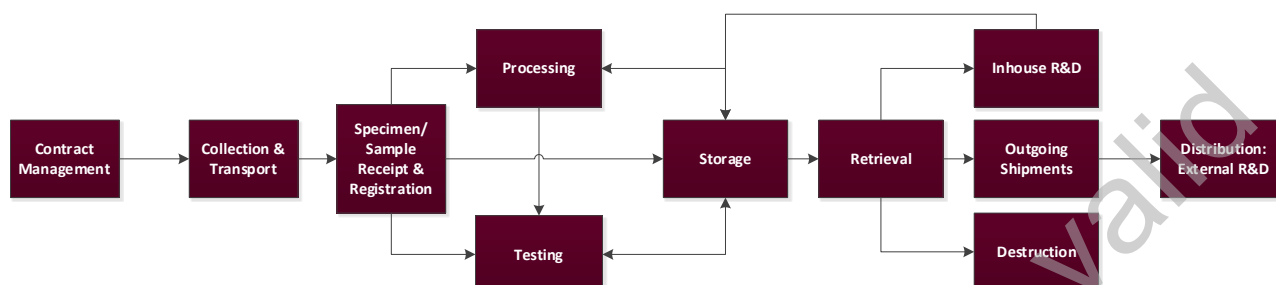 Contract
Management
Collection &
Transport
Specimen/
Sample
Receipt &
Registration
Processing
Testing
Storage
Retrieval
Inhouse R&D
Outgoing
Shipments
Destruction
Distribution:
External R&D
valid